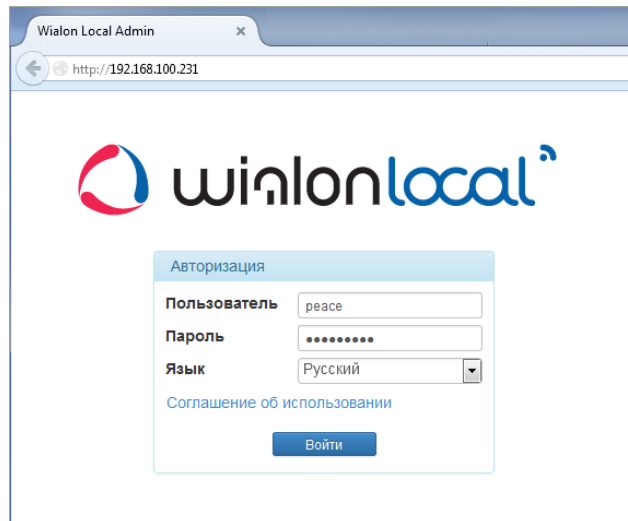 Wialon Local Admin
http://192.168.100.231
wialonlocal
Авторизация
Пользователь peace
Пароль •••••••••
Язык Русский
Соглашение об использовании
Войти